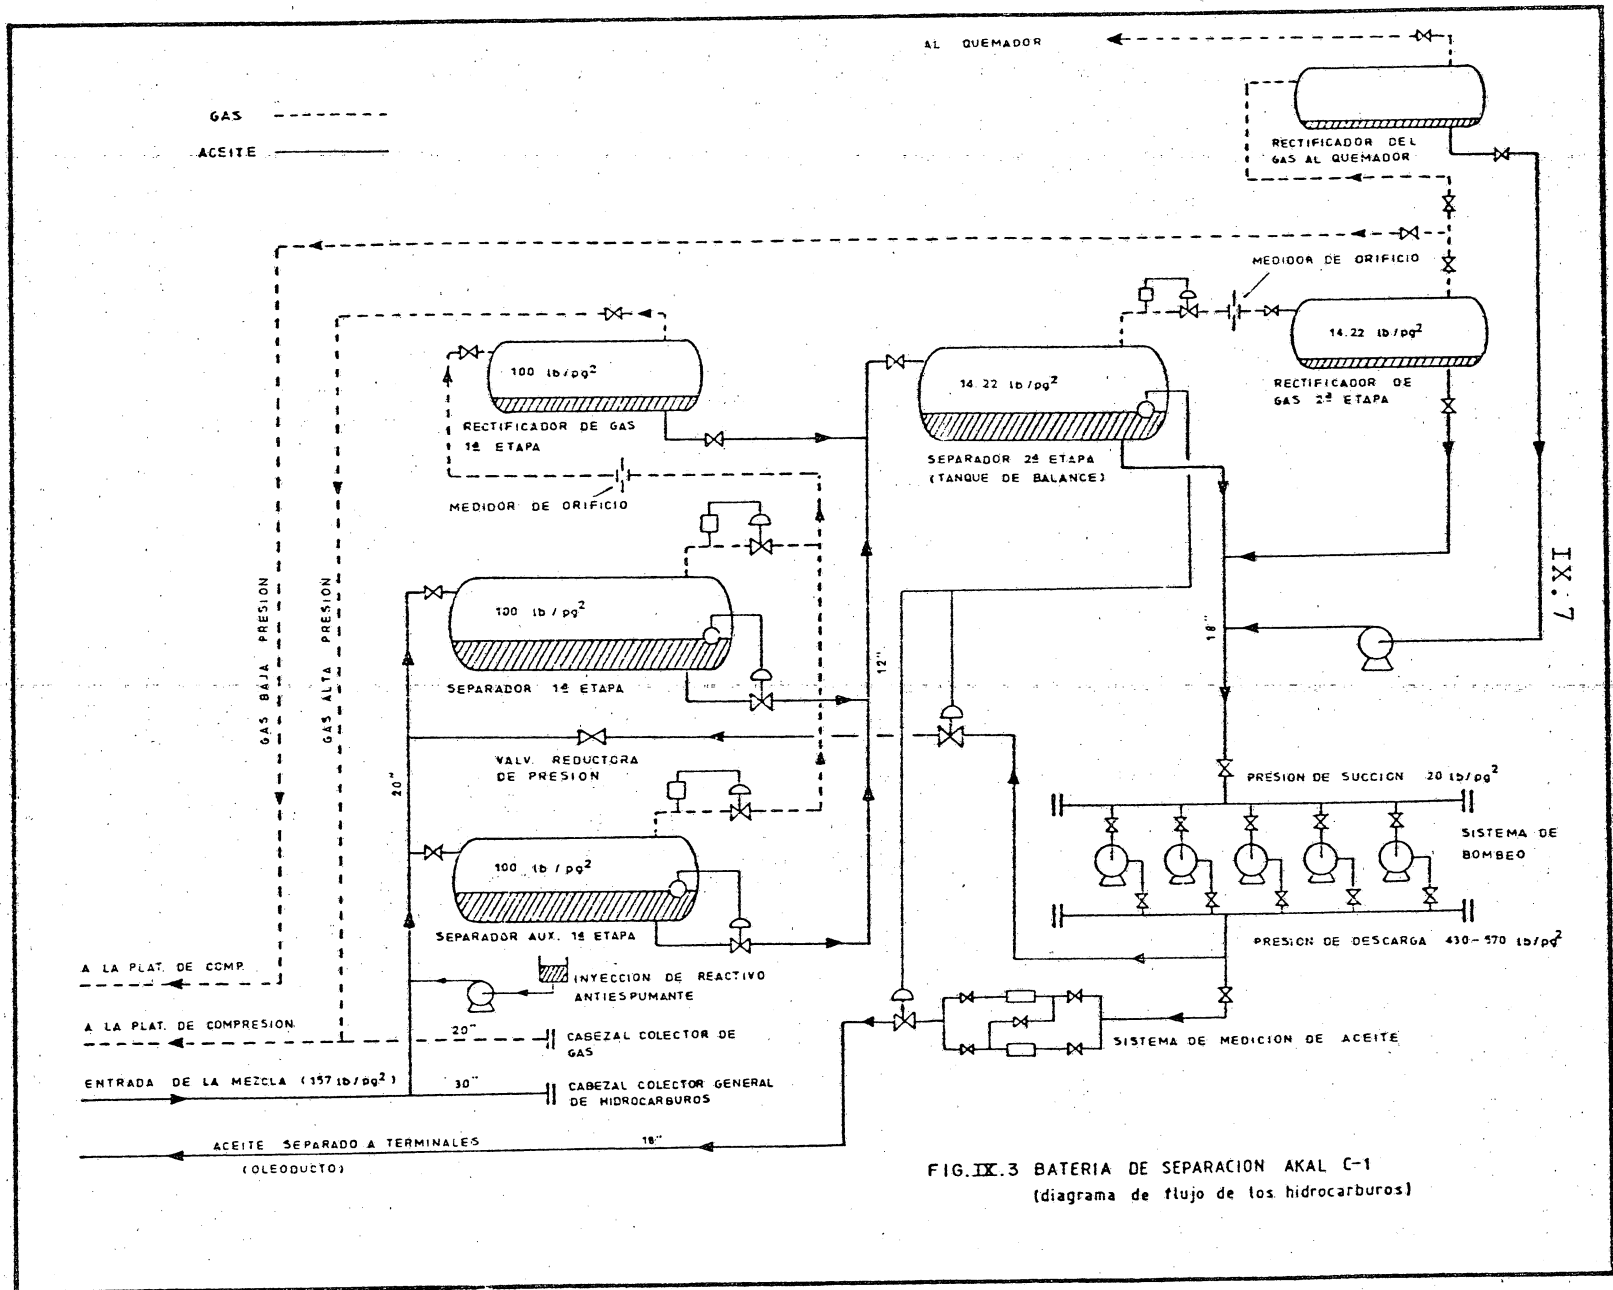 AL QUEMADOR
GAS
ACEITE
RECTIFICADOR DEL
GAS AL QUEMADOR
MEDIDOR DE ORIFICIO
14.22 lb/pg²
RECTIFICADOR DE
GAS 2ª ETAPA
100 lb/pg²
RECTIFICADOR DE GAS
1ª ETAPA
14.22 lb/pg²
SEPARADOR 2ª ETAPA
(TANQUE DE BALANCE)
MEDIDOR DE ORIFICIO
100 lb/pg²
SEPARADOR 1ª ETAPA
GAS BAJA PRESION
GAS ALTA PRESION
12"
18"
IX.7
VALV. REDUCTORA
DE PRESION
20"
PRESION DE SUCCION 20 lb/pg²
SISTEMA DE
BOMBEO
100 lb/pg²
SEPARADOR AUX. 1ª ETAPA
PRESION DE DESCARGA 430-570 lb/pg²
INYECCION DE REACTIVO
ANTIESPUMANTE
A LA PLAT. DE COMP.
A LA PLAT. DE COMPRESION
20"
CABEZAL COLECTOR DE
GAS
SISTEMA DE MEDICION DE ACEITE
ENTRADA DE LA MEZCLA (157 lb/pg²)
30"
CABEZAL COLECTOR GENERAL
DE HIDROCARBUROS
ACEITE SEPARADO A TERMINALES
(OLEODUCTO)
18"
FIG. IX.3 BATERIA DE SEPARACION AKAL C-1
(diagrama de flujo de los hidrocarburos)